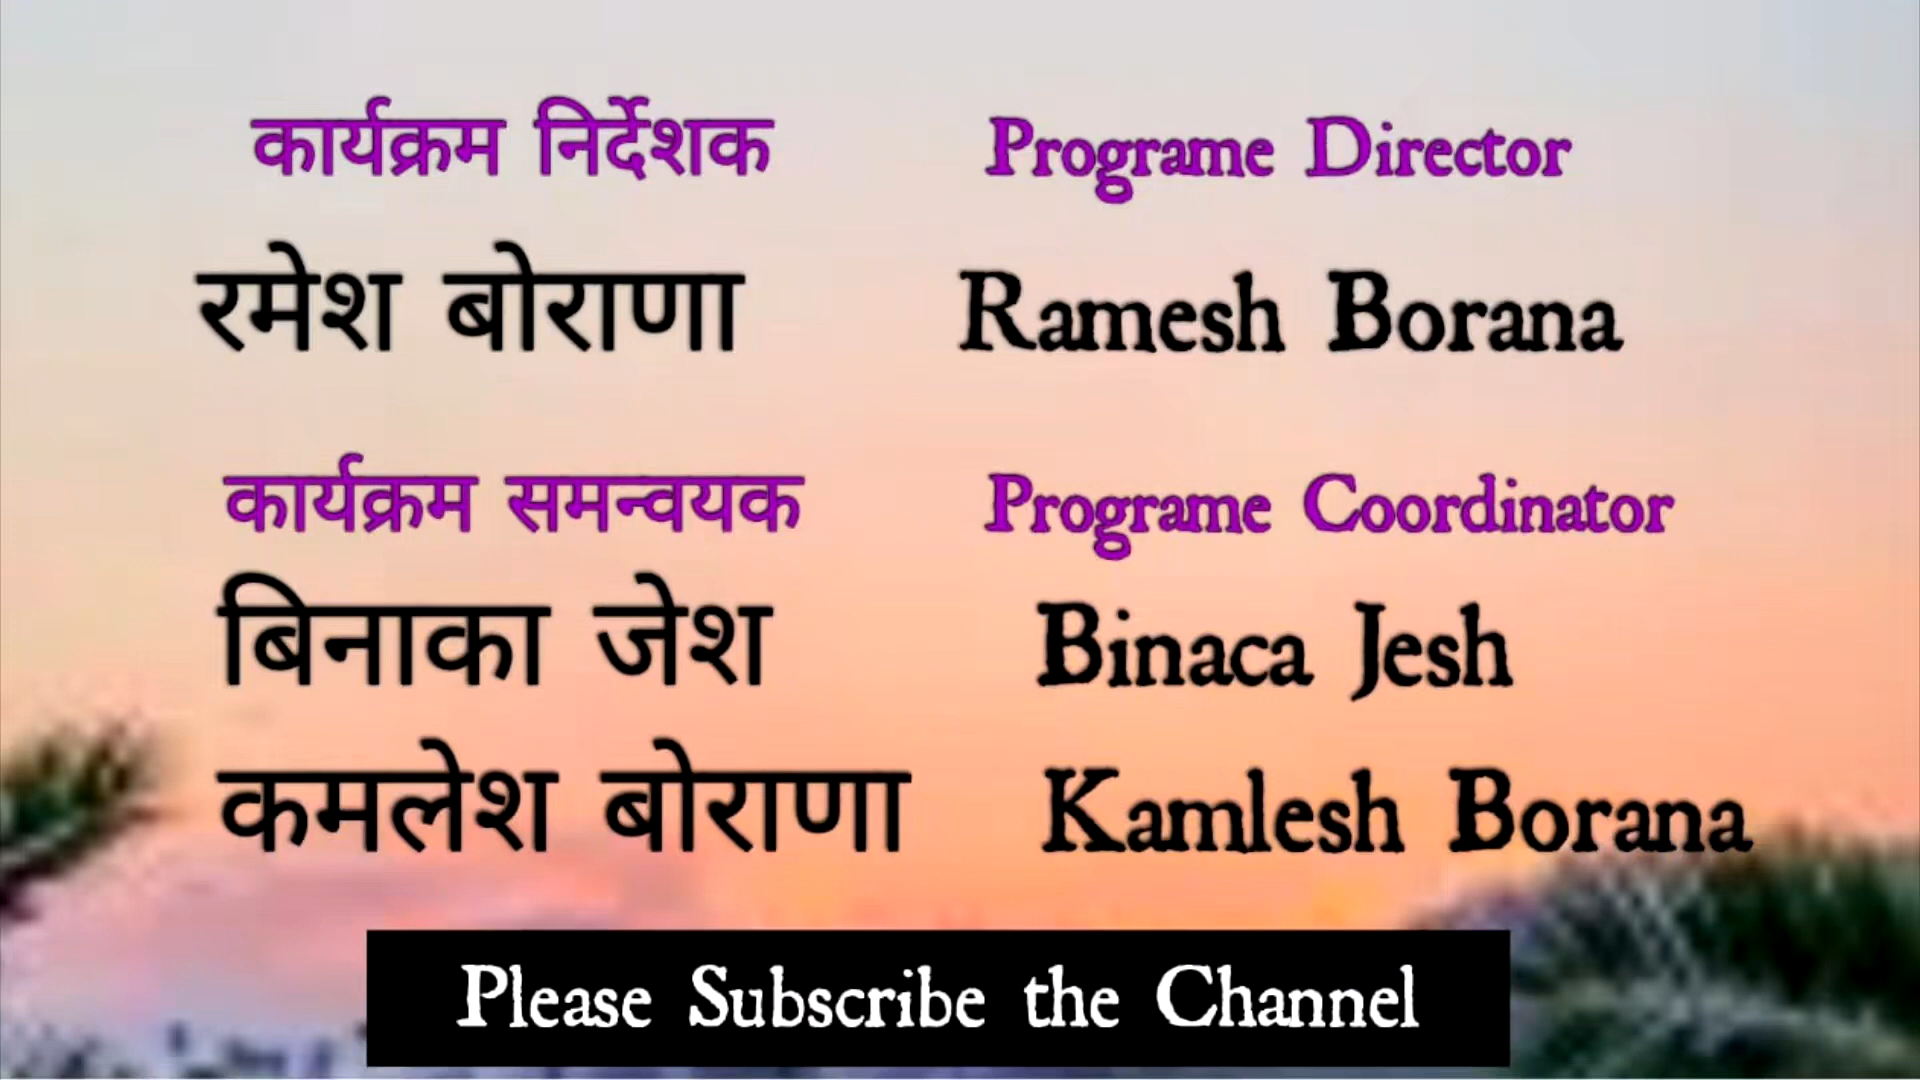 कार्यक्रम निर्देशक Programe Director
रमेश बोराणा Ramesh Borana
कार्यक्रम समन्वयक Programe Coordinator
बिनाका जेश Binaca Jesh
कमलेश बोराणा Kamlesh Borana
Please Subscribe the Channel